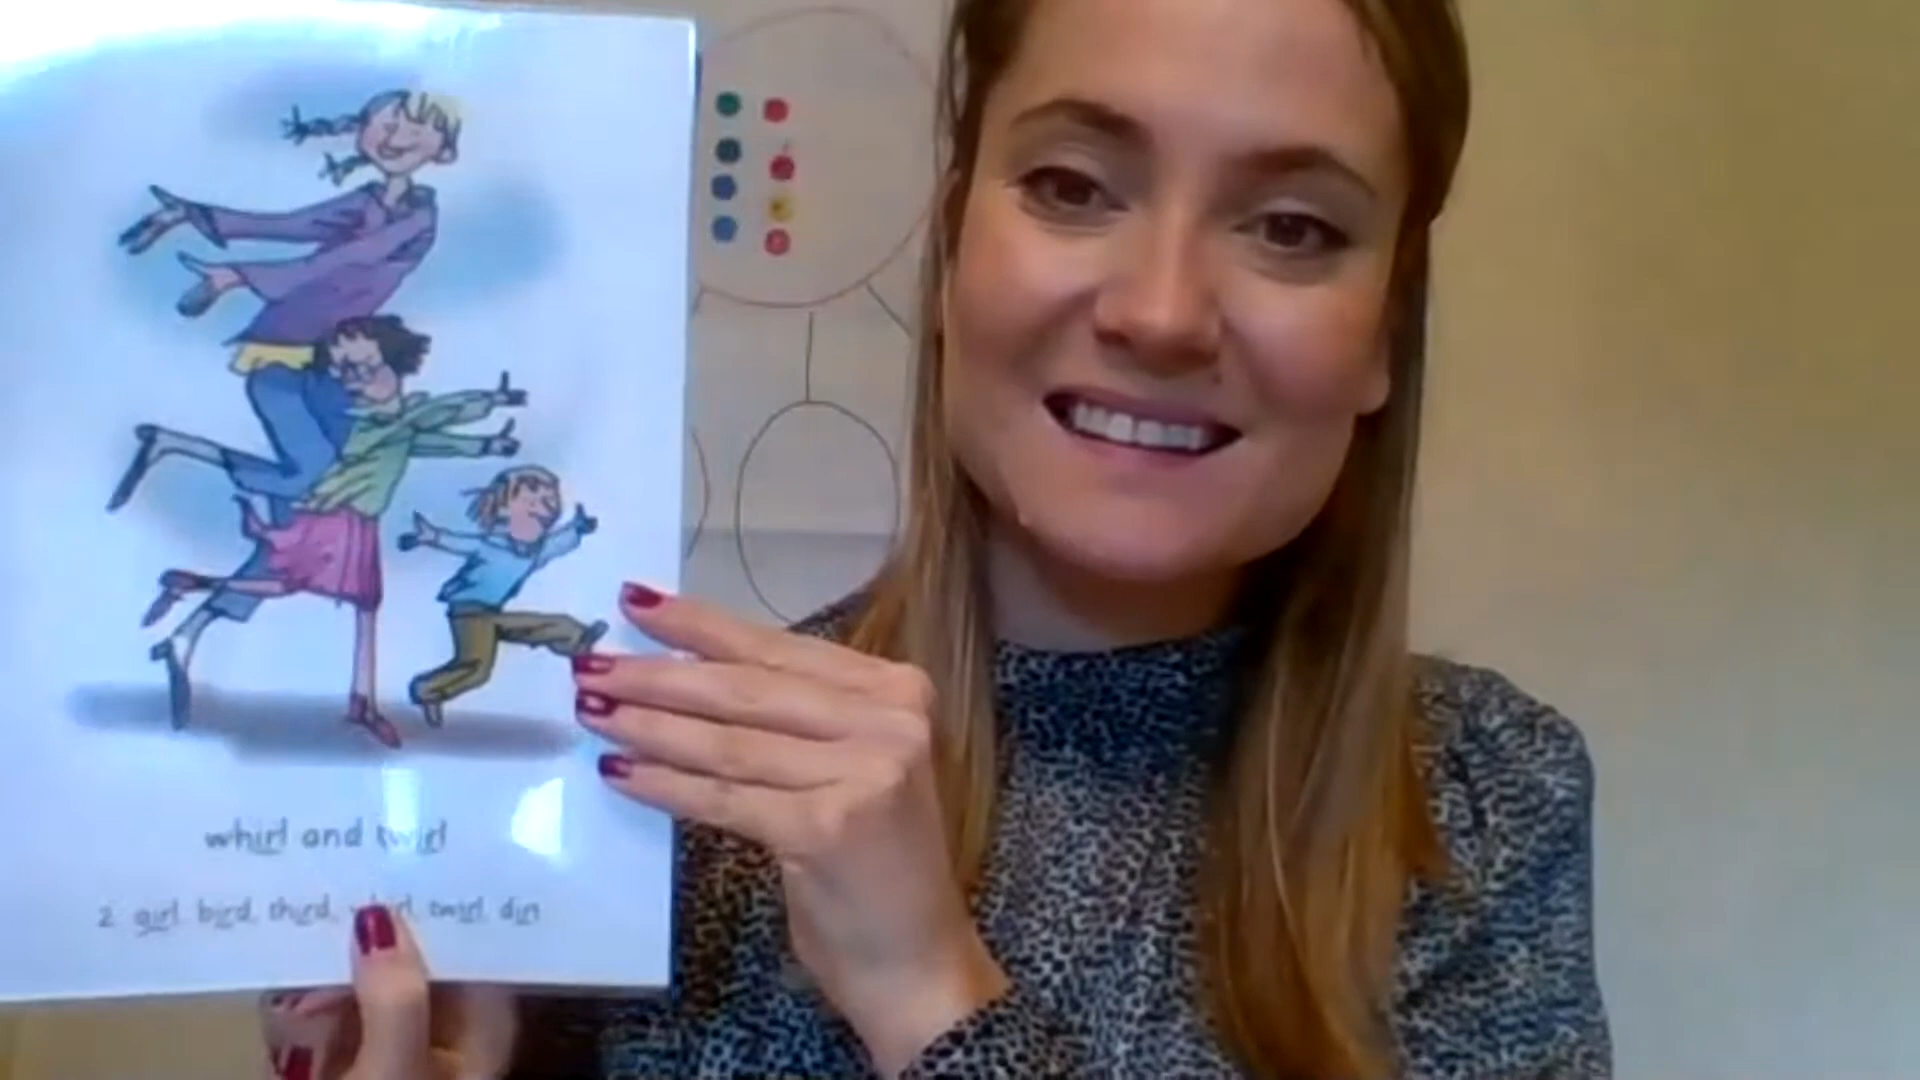 whirl and twirl
2. girl, bird, third, whirl, twirl, dirt